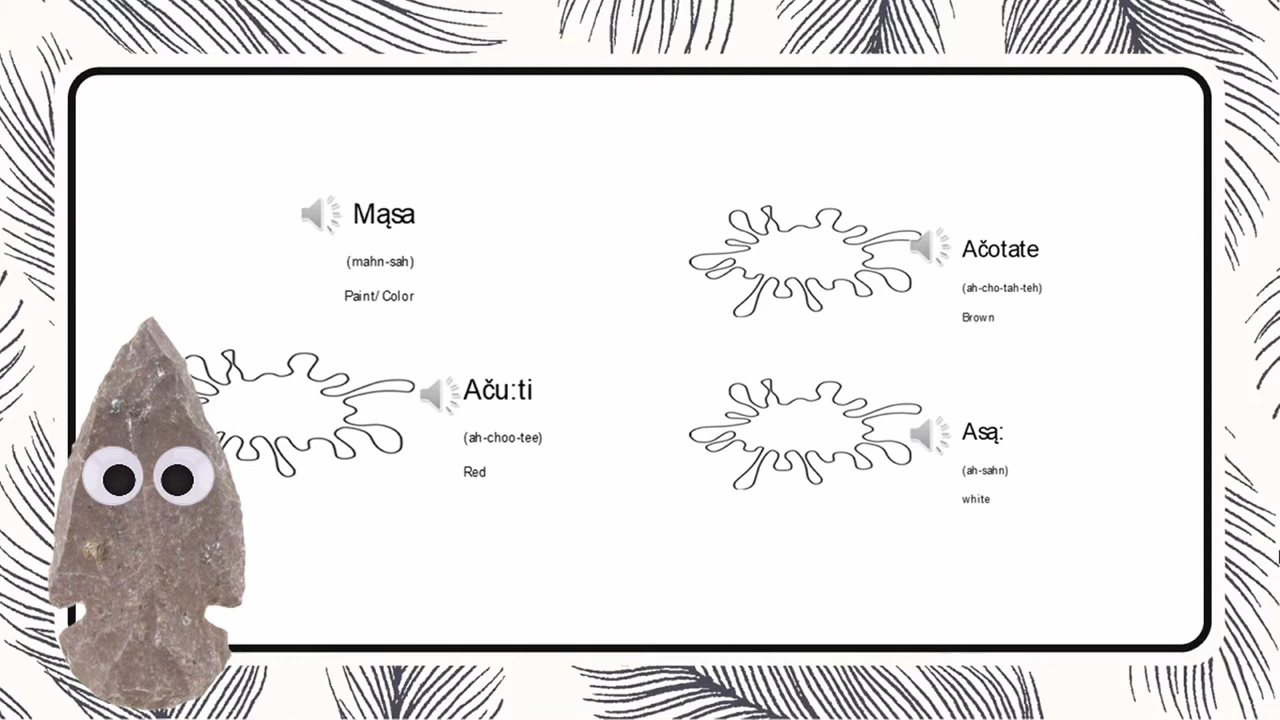 Mąsa
(mahn-sah)
Paint/ Color
Aču:ti
(ah-choo-tee)
Red
Ačotate
(ah-cho-tah-teh)
Brown
Asą:
(ah-sahn)
white